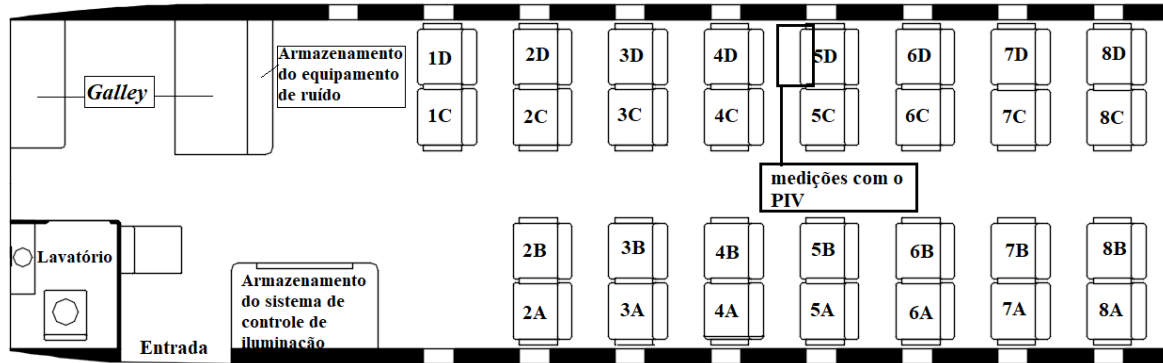 Galley
Armazenamento
do equipamento
de ruído
1D
2D
3D
4D
5D
6D
7D
8D
1C
2C
3C
4C
5C
6C
7C
8C
medições com o
PIV
Lavatório
2B
3B
4B
5B
6B
7B
8B
Armazenamento
do sistema de
controle de
iluminação
2A
3A
4A
5A
6A
7A
8A
Entrada